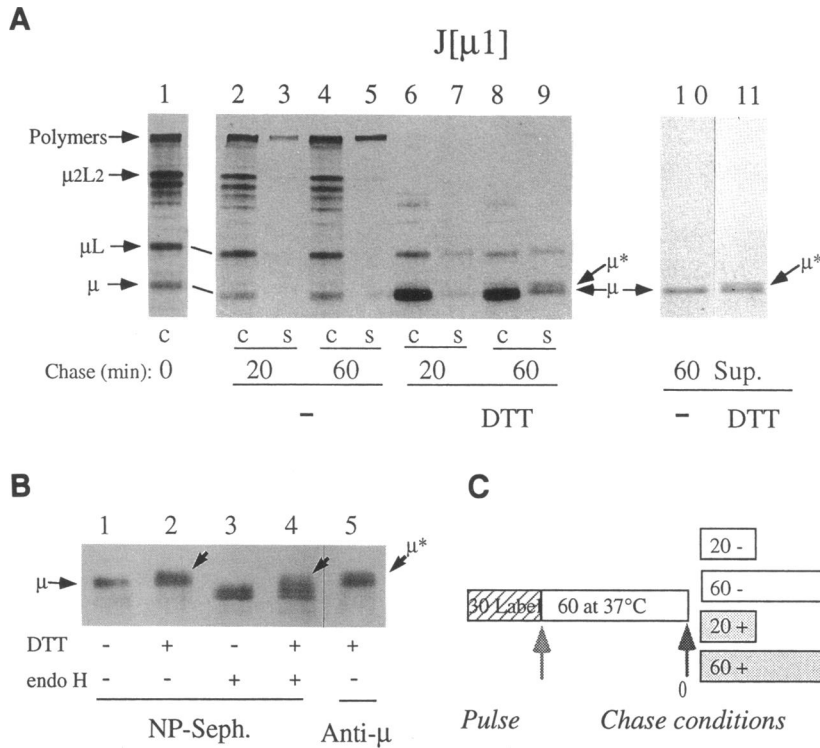 A
J[μ1]
1 2 3 4 5 6 7 8 9 1 0 11
Polymers
μ2L2
μL
μ
μ*
μ
μ*
c c s c s c s c s
Chase (min): 0 20 60 20 60 60 Sup.
– DTT – DTT
B
1 2 3 4 5
μ*
μ
DTT - + - + +
endo H - - + + -
NP-Seph. Anti-μ
C
20 -
60 -
30 Label 60 at 37°C
20 +
60 +
0
Pulse Chase conditions